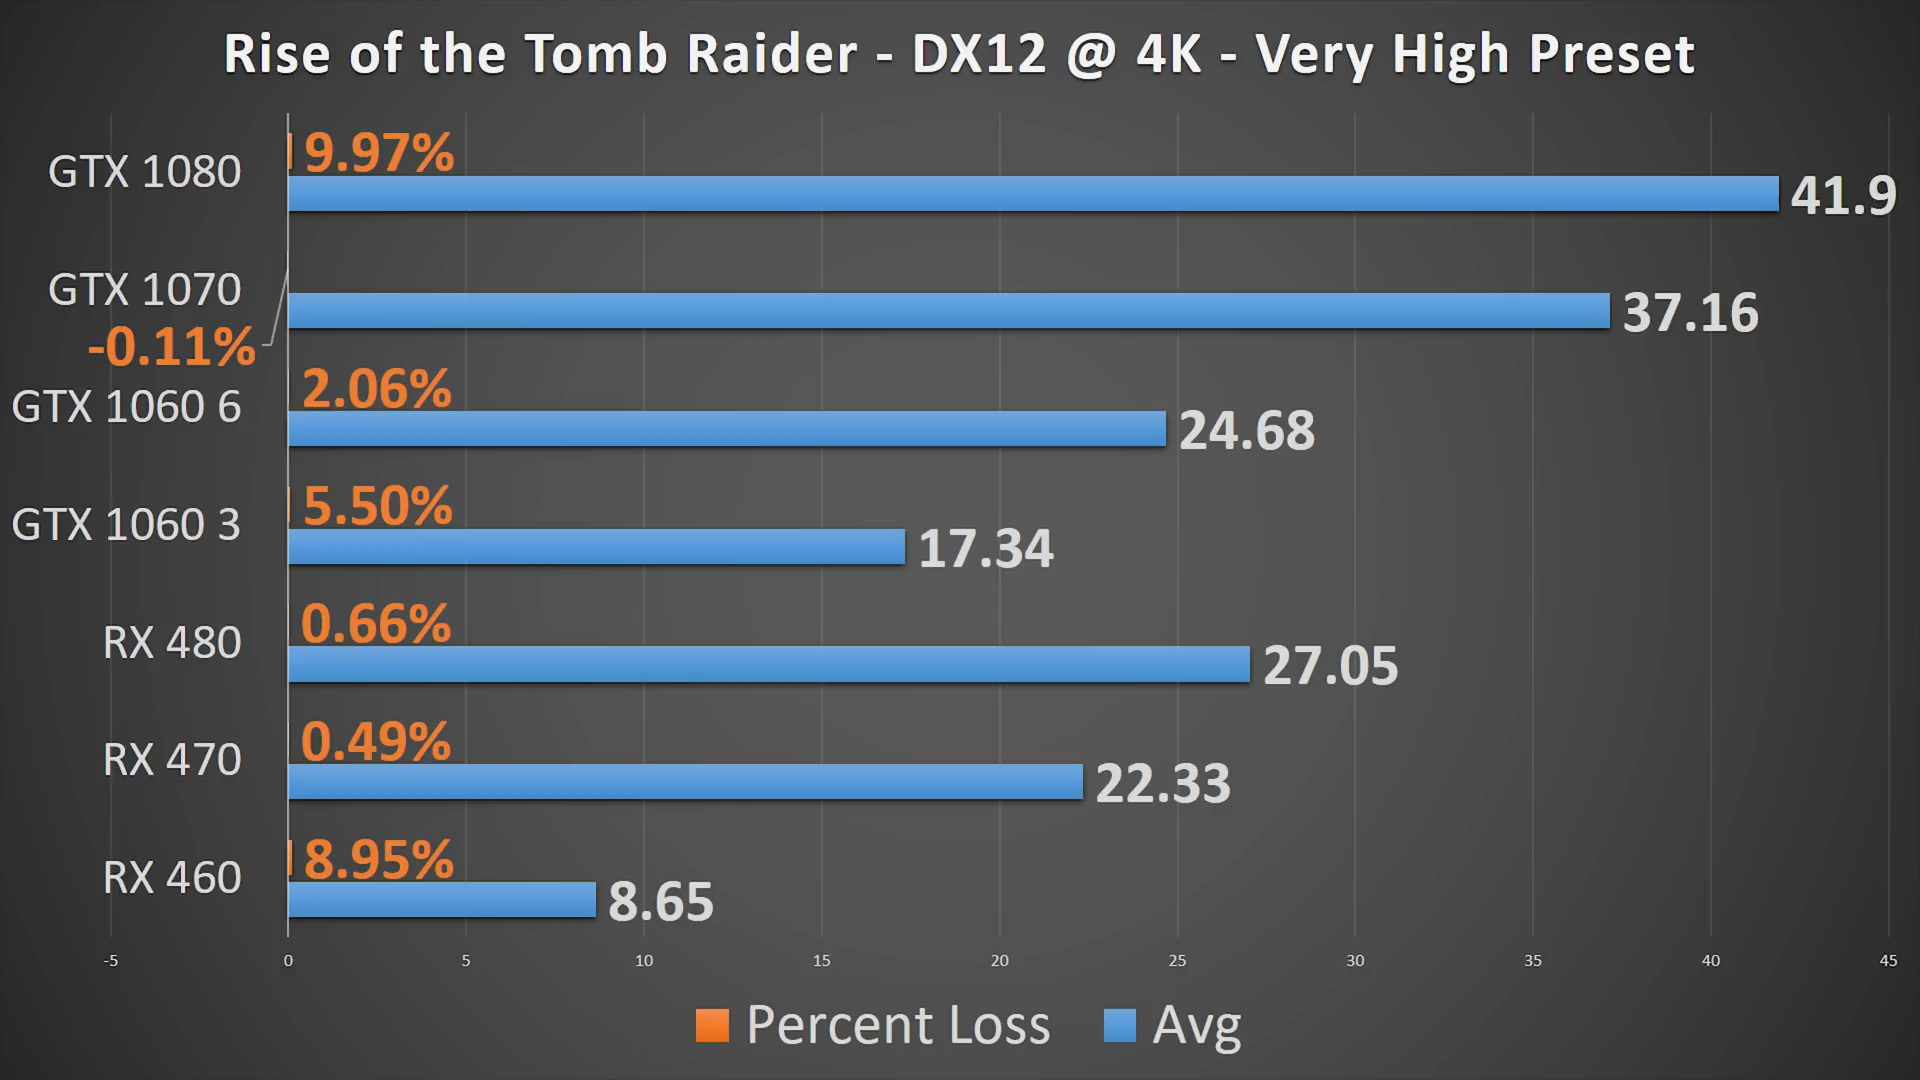 Rise of the Tomb Raider - DX12 @ 4K - Very High Preset
GTX 1080
9.97%
41.9
GTX 1070
-0.11%
37.16
GTX 1060 6
2.06%
24.68
GTX 1060 3
5.50%
17.34
RX 480
0.66%
27.05
RX 470
0.49%
22.33
RX 460
8.95%
8.65
-5 0 5 10 15 20 25 30 35 40 45
Percent Loss Avg